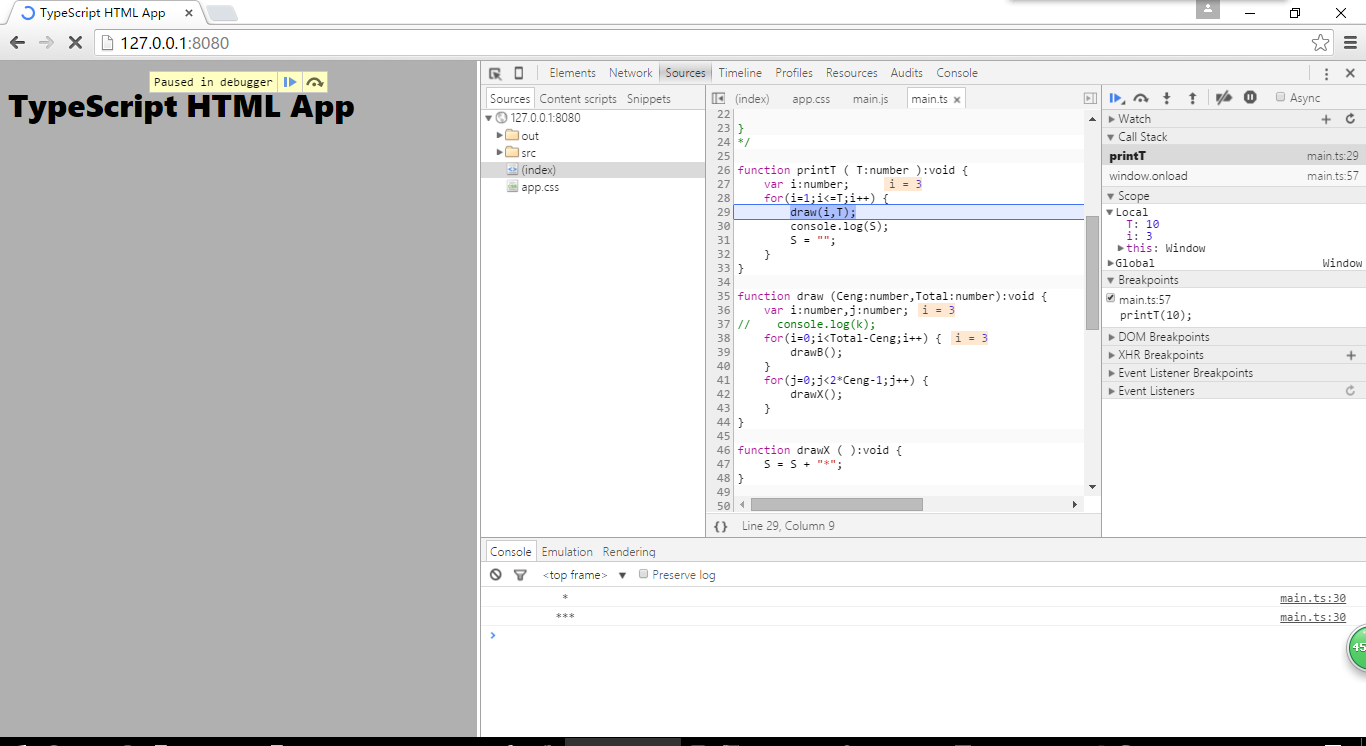 TypeScript HTML App
127.0.0.1:8080
Paused in debugger
TypeScript HTML App
Elements Network Sources Timeline Profiles Resources Audits Console
Sources Content scripts Snippets
127.0.0.1:8080
out
src
(index)
app.css
(index) app.css main.js main.ts
22
23 }
24 */
25
26 function printT ( T:number ):void {
27 var i:number; i = 3
28 for(i=1;i<=T;i++) {
29 draw(i,T);
30 console.log(S);
31 S = "";
32 }
33 }
34
35 function draw (Ceng:number,Total:number):void {
36 var i:number,j:number; i = 3
37 // console.log(k);
38 for(i=0;i<Total-Ceng;i++) { i = 3
39 drawB();
40 }
41 for(j=0;j<2*Ceng-1;j++) {
42 drawX();
43 }
44 }
45
46 function drawX ( ):void {
47 S = S + "*";
48 }
49
50
{} Line 29, Column 9
Async
Watch
Call Stack
printT main.ts:29
window.onload main.ts:57
Scope
Local
T: 10
i: 3
this: Window
Global Window
Breakpoints
main.ts:57
printT(10);
DOM Breakpoints
XHR Breakpoints
Event Listener Breakpoints
Event Listeners
Console Emulation Rendering
<top frame> Preserve log
* main.ts:30
*** main.ts:30
45